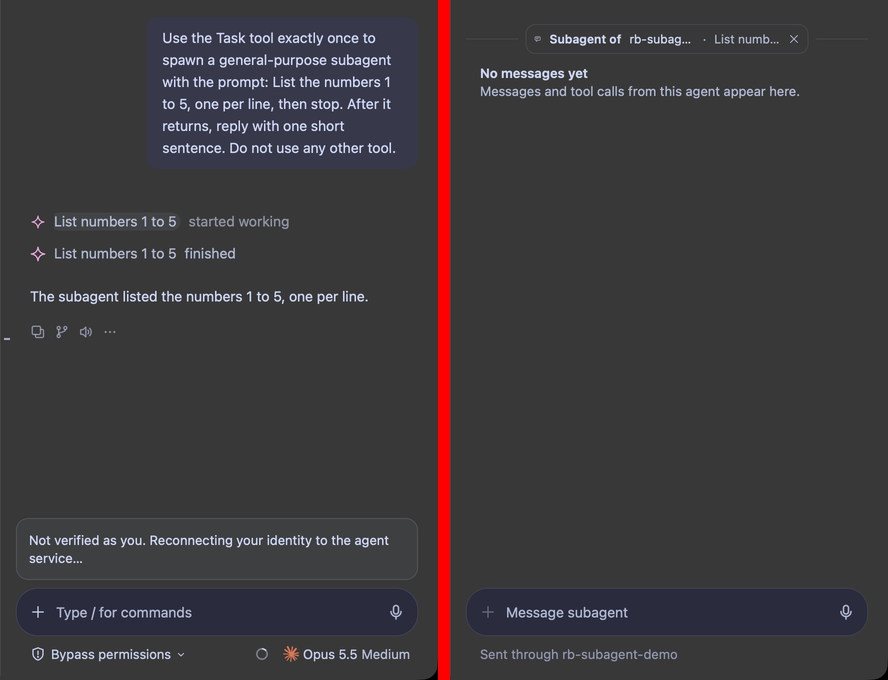 Use the Task tool exactly once to
spawn a general-purpose subagent
with the prompt: List the numbers 1
to 5, one per line, then stop. After it
returns, reply with one short
sentence. Do not use any other tool.
List numbers 1 to 5 started working
List numbers 1 to 5 finished
The subagent listed the numbers 1 to 5, one per line.
Not verified as you. Reconnecting your identity to the agent
service...
Type / for commands
Bypass permissions
Opus 5.5 Medium
Subagent of rb-subag... · List numb...
No messages yet
Messages and tool calls from this agent appear here.
Message subagent
Sent through rb-subagent-demo